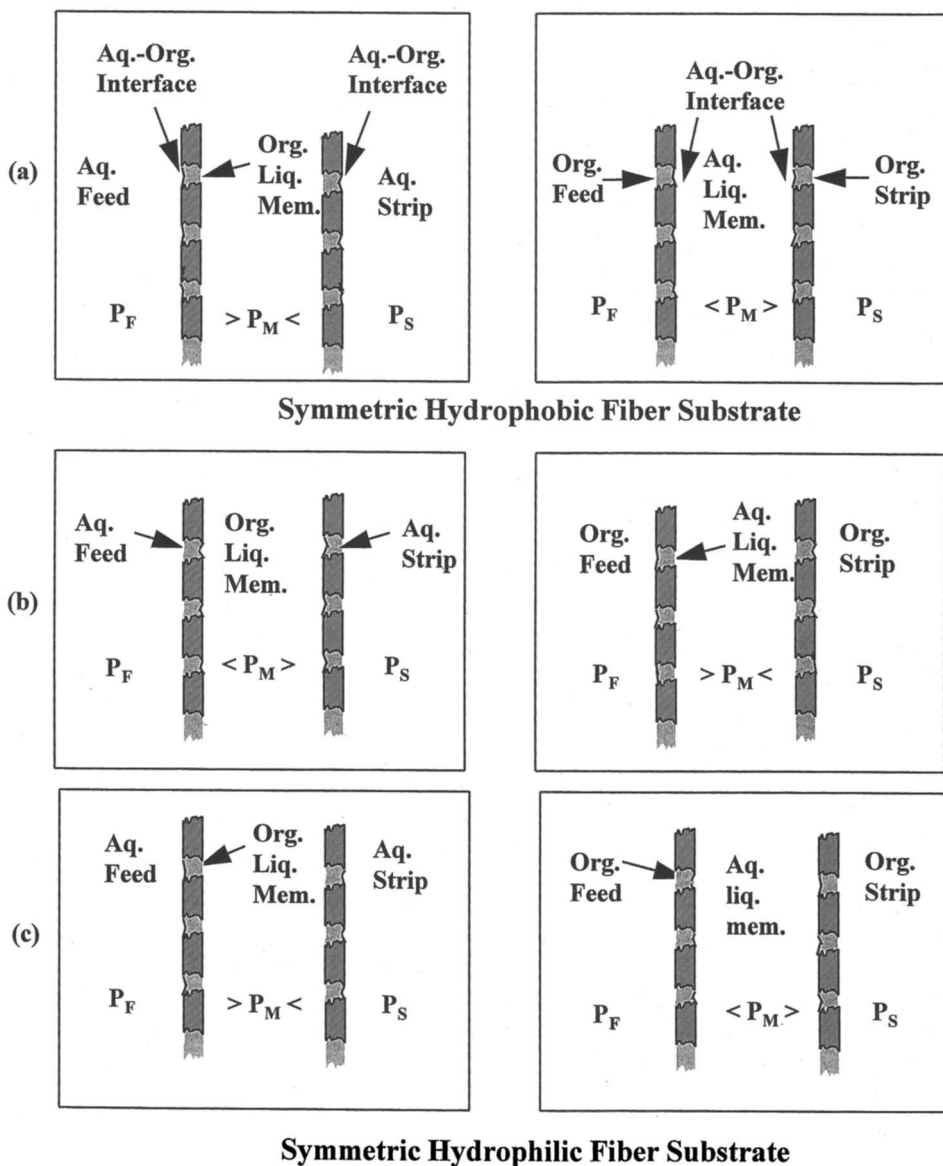 Aq.-Org.
Interface
Aq.-Org.
Interface
(a)
Aq.
Feed
Org.
Liq.
Mem.
Aq.
Strip
P_F
> P_M <
P_S
Aq.-Org.
Interface
Org.
Feed
Aq.
Liq.
Mem.
Org.
Strip
P_F
< P_M >
P_S
Symmetric Hydrophobic Fiber Substrate
(b)
Aq.
Feed
Org.
Liq.
Mem.
Aq.
Strip
P_F
< P_M >
P_S
Org.
Feed
Aq.
Liq.
Mem.
Org.
Strip
P_F
> P_M <
P_S
(c)
Aq.
Feed
Org.
Liq.
Mem.
Aq.
Strip
P_F
> P_M <
P_S
Org.
Feed
Aq.
liq.
mem.
Org.
Strip
P_F
< P_M >
P_S
Symmetric Hydrophilic Fiber Substrate